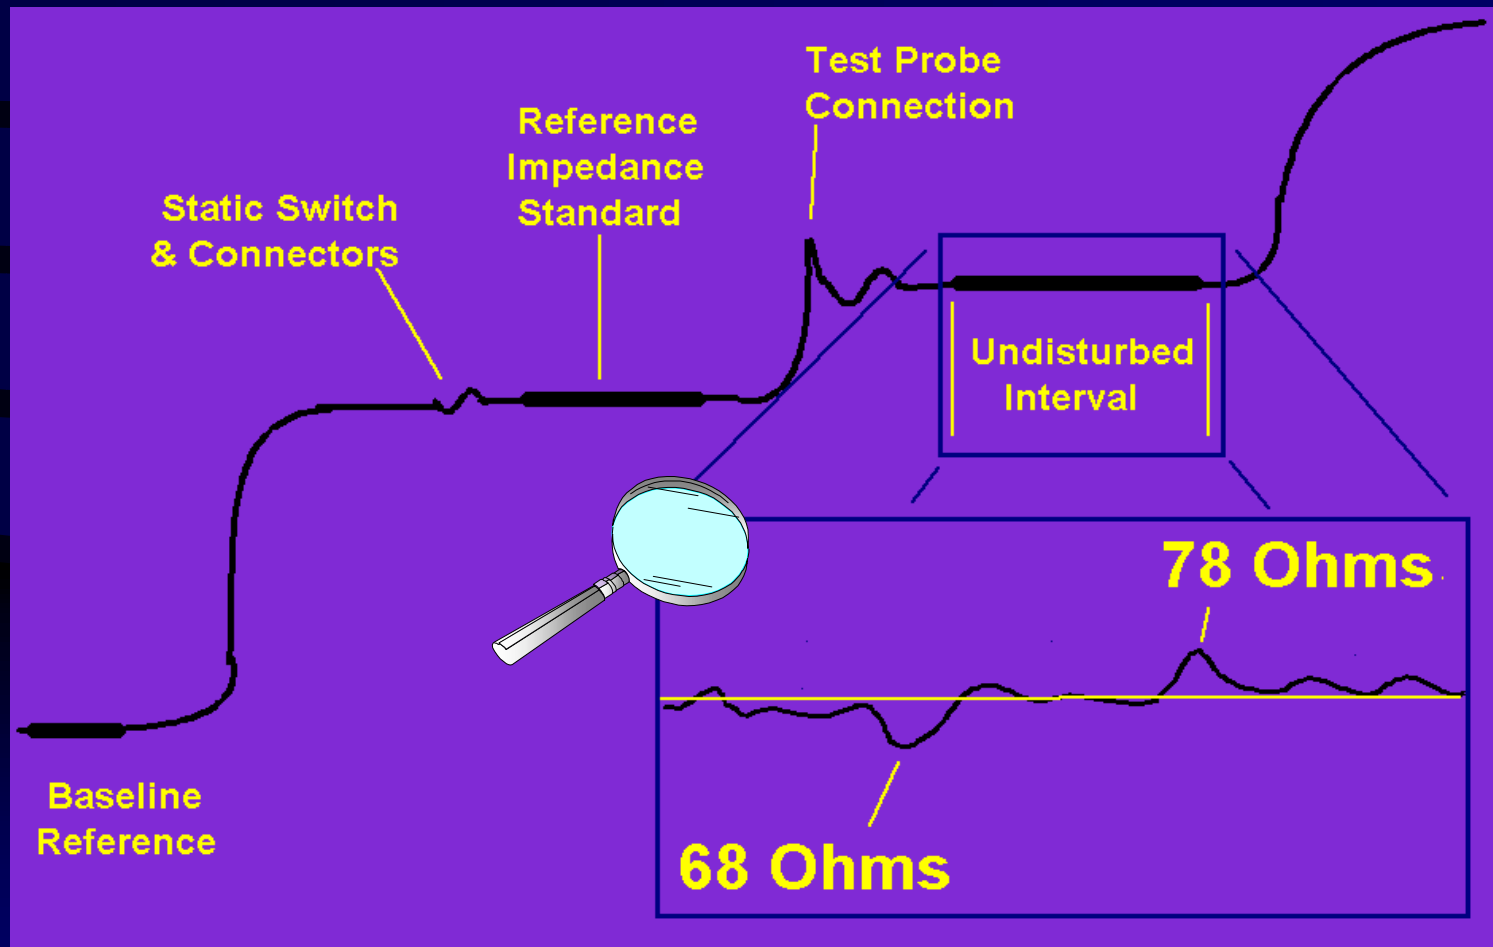 Test Probe
Connection
Reference
Impedance
Standard
Static Switch
& Connectors
Undisturbed
Interval
78 Ohms
68 Ohms
Baseline
Reference